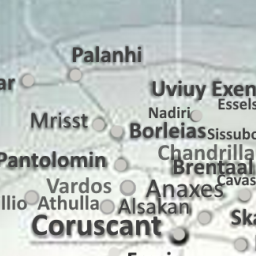 Palanhi
ar
Uviuy Exen
Essels
Nadiri
Mrisst
Borleias
Sissubo
Chandrilla
Pantolomin
Brentaal
Cavas
Vardos
Anaxes
llio
Athulla
Alsakan
Coruscant
Ska